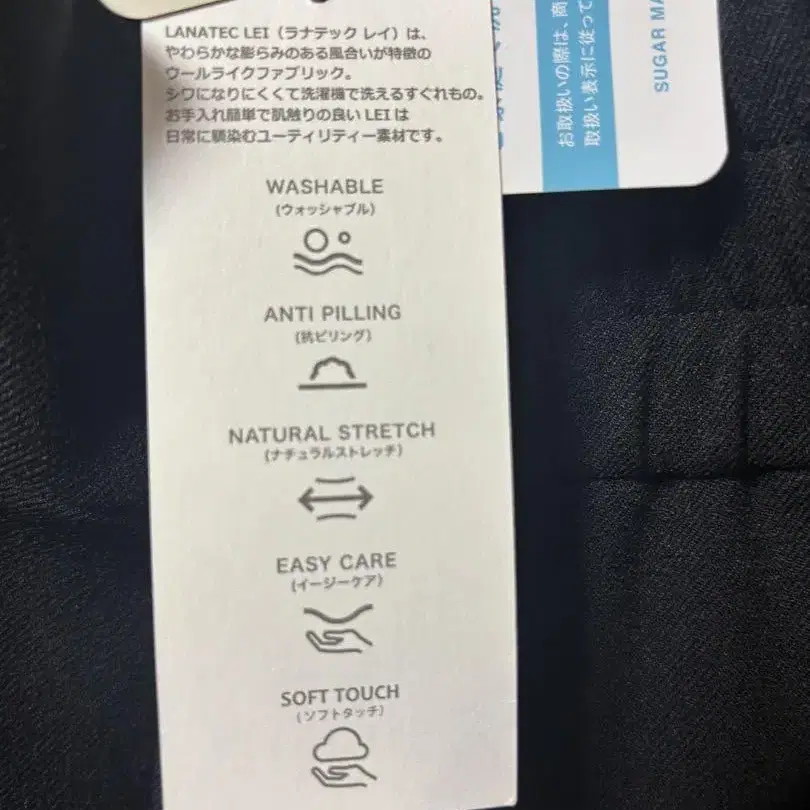 LANATEC LEI（ラナテック レイ）は、
やわらかな膨らみのある風合いが特徴の
ウールライクファブリック。
シワになりにくくて洗濯機で洗えるすぐれもの。
お手入れ簡単で肌触りの良い LEI は
日常に馴染むユーティリティー素材です。
WASHABLE
(ウォッシャブル)
ANTI PILLING
(抗ピリング)
NATURAL STRETCH
(ナチュラルストレッチ)
EASY CARE
(イージーケア)
SOFT TOUCH
(ソフトタッチ)
お取扱いの際は、商
取扱い表示に従って
SUGAR MA